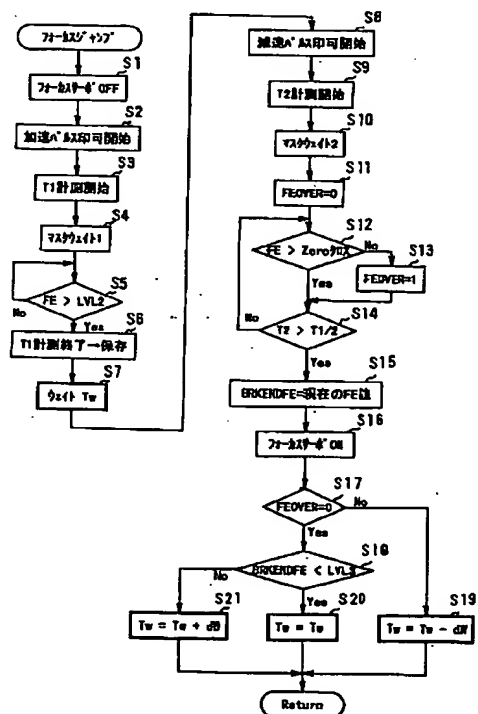 フォーカスジャンプ
S1
フォーカスサーボOFF
S2
加速パルス印可開始
S3
T1計測開始
S4
マスクウェイト1
S5
FE > LVL2
No
Yes
S6
T1計測終了→保存
S7
ウェイト Tw
S8
減速パルス印可開始
S9
T2計測開始
S10
マスクウェイト2
S11
FEOVER=0
S12
FE > Zeroクロス
No
S13
FEOVER=1
Yes
S14
T2 > T1/2
No
Yes
S15
BRKENDFE=現在のFE値
S16
フォーカスサーボON
S17
FEOVER=0
No
Yes
S18
BRKENDFE < LVL3
No
Yes
S21
Tw = Tw + dB
S20
Tw = Tw
S19
Return